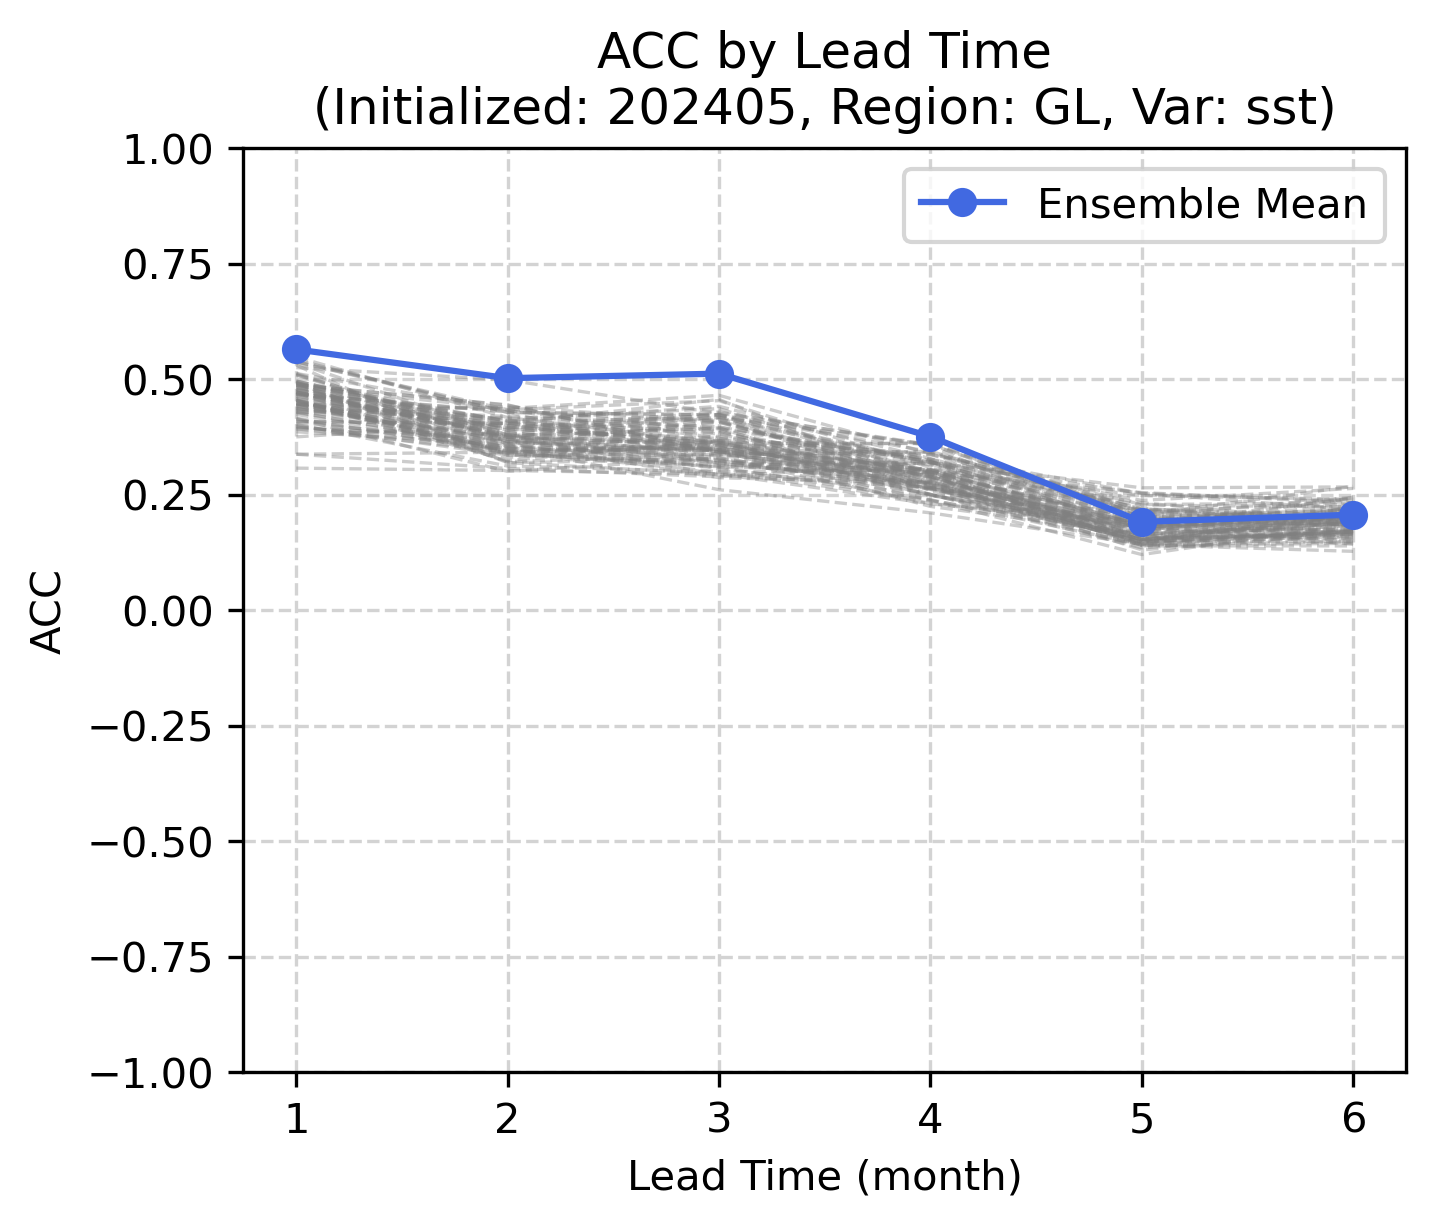 ACC by Lead Time
(Initialized: 202405, Region: GL, Var: sst)
Ensemble Mean
1.00
0.75
0.50
0.25
0.00
−0.25
−0.50
−0.75
−1.00
ACC
1 2 3 4 5 6
Lead Time (month)